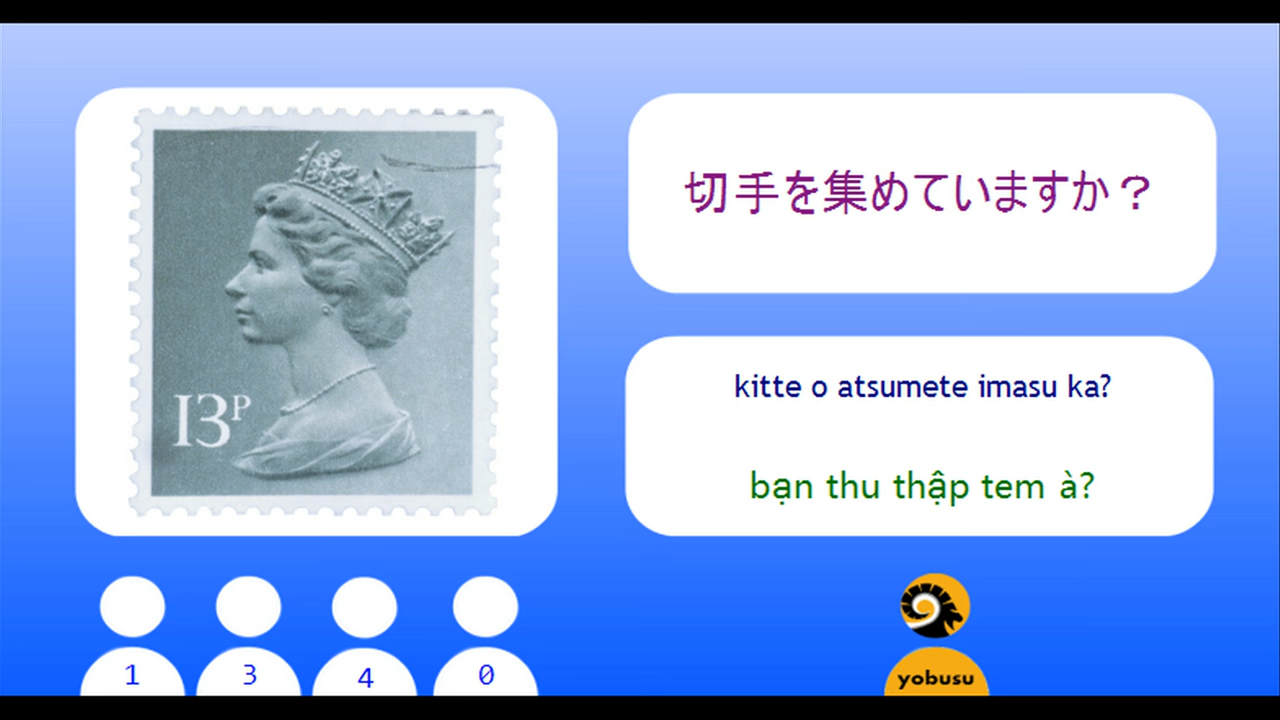 13P
切手を集めていますか？
kitte o atsumete imasu ka?
bạn thu thập tem à?
1 3 4 0
yobusu